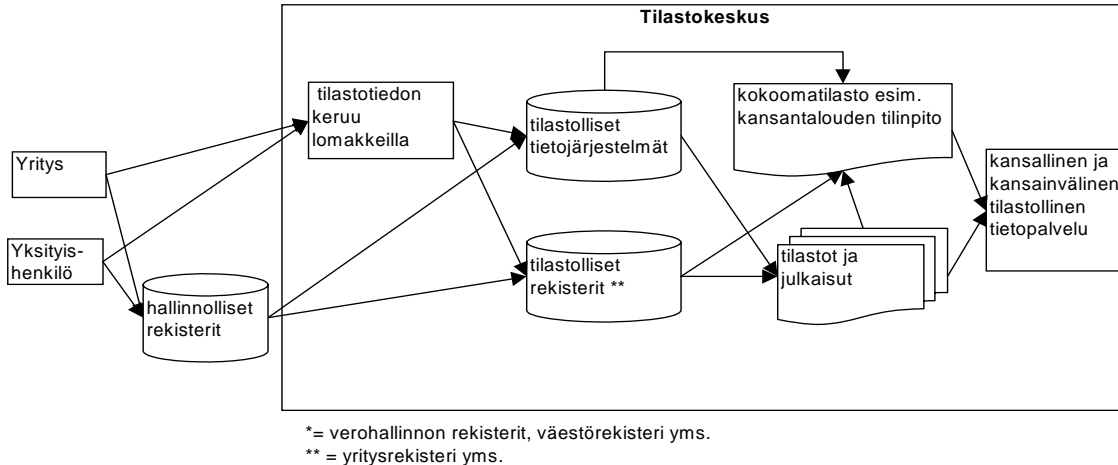 Tilastokeskus
tilastotiedon
keruu
lomakkeilla
tilastolliset
tietojärjestelmät
kokoomatilasto esim.
kansantalouden tilinpito
Yritys
kansallinen ja
kansainvälinen
tilastollinen
tietopalvelu
Yksityis-
henkilö
hallinnolliset
rekisterit
tilastolliset
rekisterit **
tilastot ja
julkaisut
*= verohallinnon rekisterit, väestörekisteri yms.
** = yritysrekisteri yms.